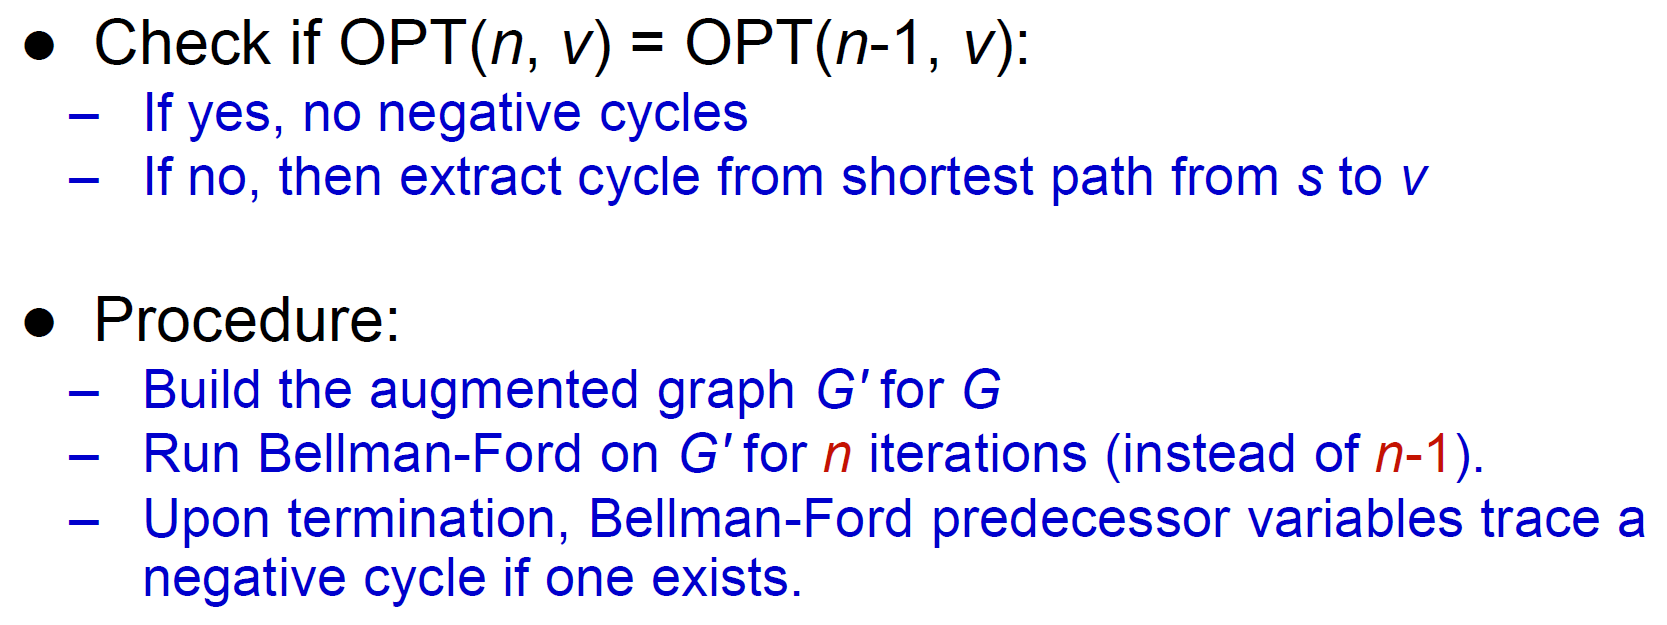 ● Check if OPT(n, v) = OPT(n-1, v):
– If yes, no negative cycles
– If no, then extract cycle from shortest path from s to v
● Procedure:
– Build the augmented graph G' for G
– Run Bellman-Ford on G' for n iterations (instead of n-1).
– Upon termination, Bellman-Ford predecessor variables trace a
negative cycle if one exists.